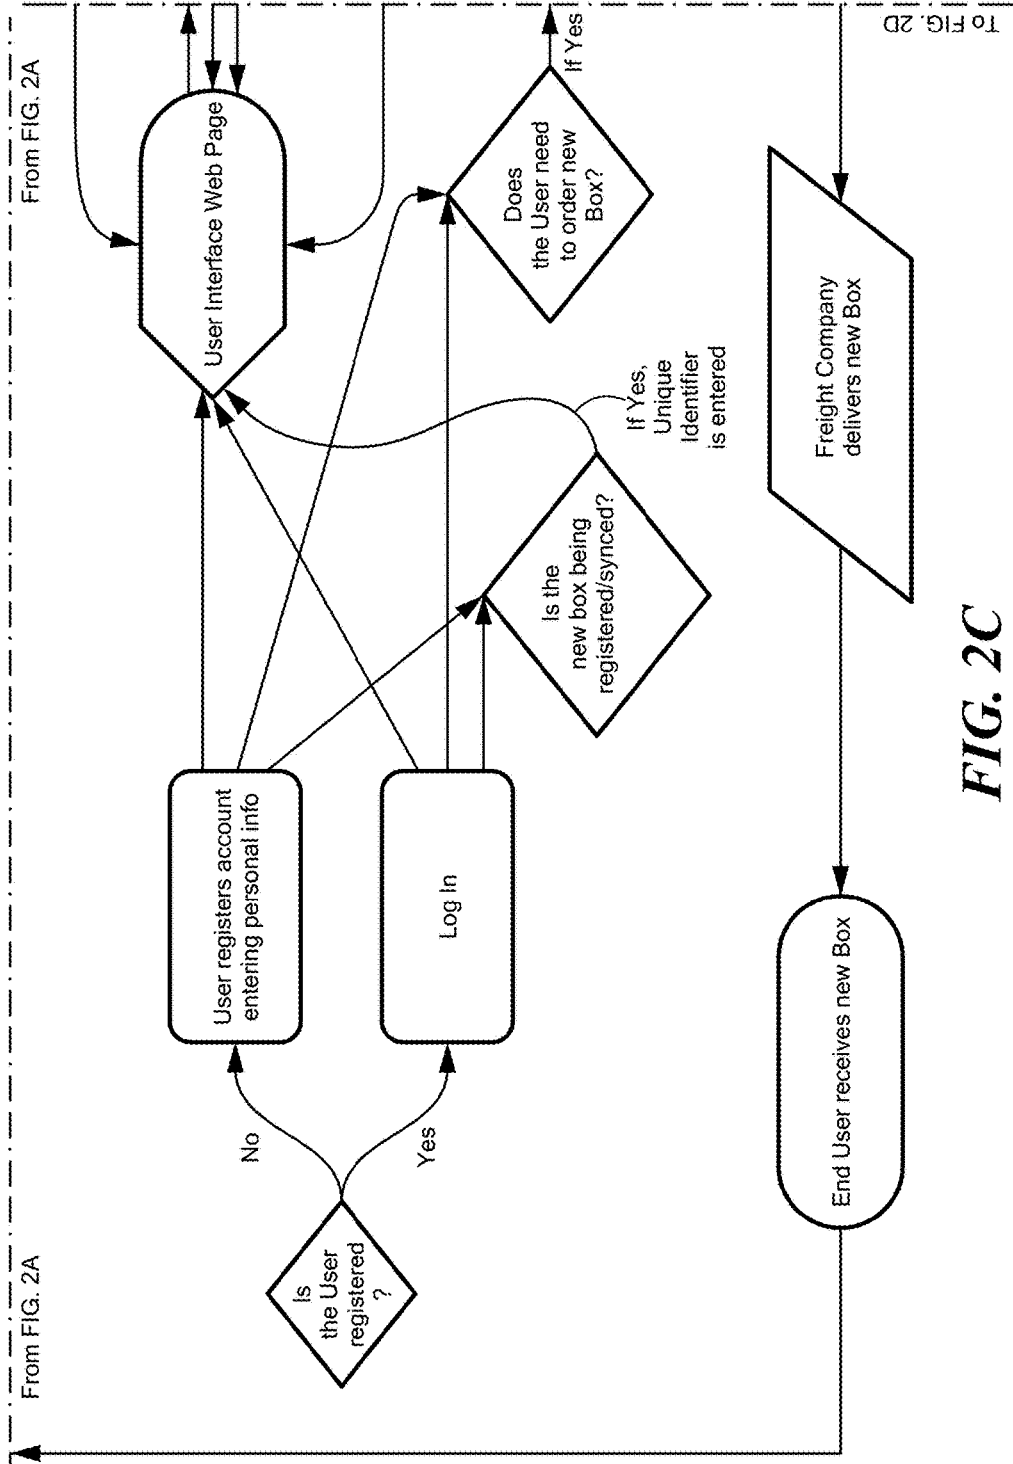 From FIG. 2A
From FIG. 2A
Is
the User
registered
?
No
Yes
User registers account
entering personal info
Log In
User Interface Web Page
Is the
new box being
registered/synced?
If Yes,
Unique
Identifier
is entered
Does
the User need
to order new
Box?
If Yes
End User receives new Box
Freight Company
delivers new Box
To FIG. 2D
FIG. 2C